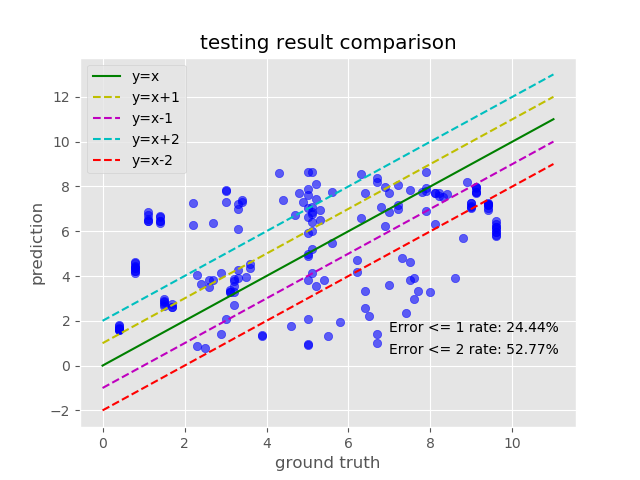 testing result comparison
y=x
y=x+1
y=x-1
y=x+2
y=x-2
12
10
8
6
4
2
0
−2
prediction
Error <= 1 rate: 24.44%
Error <= 2 rate: 52.77%
0 2 4 6 8 10
ground truth